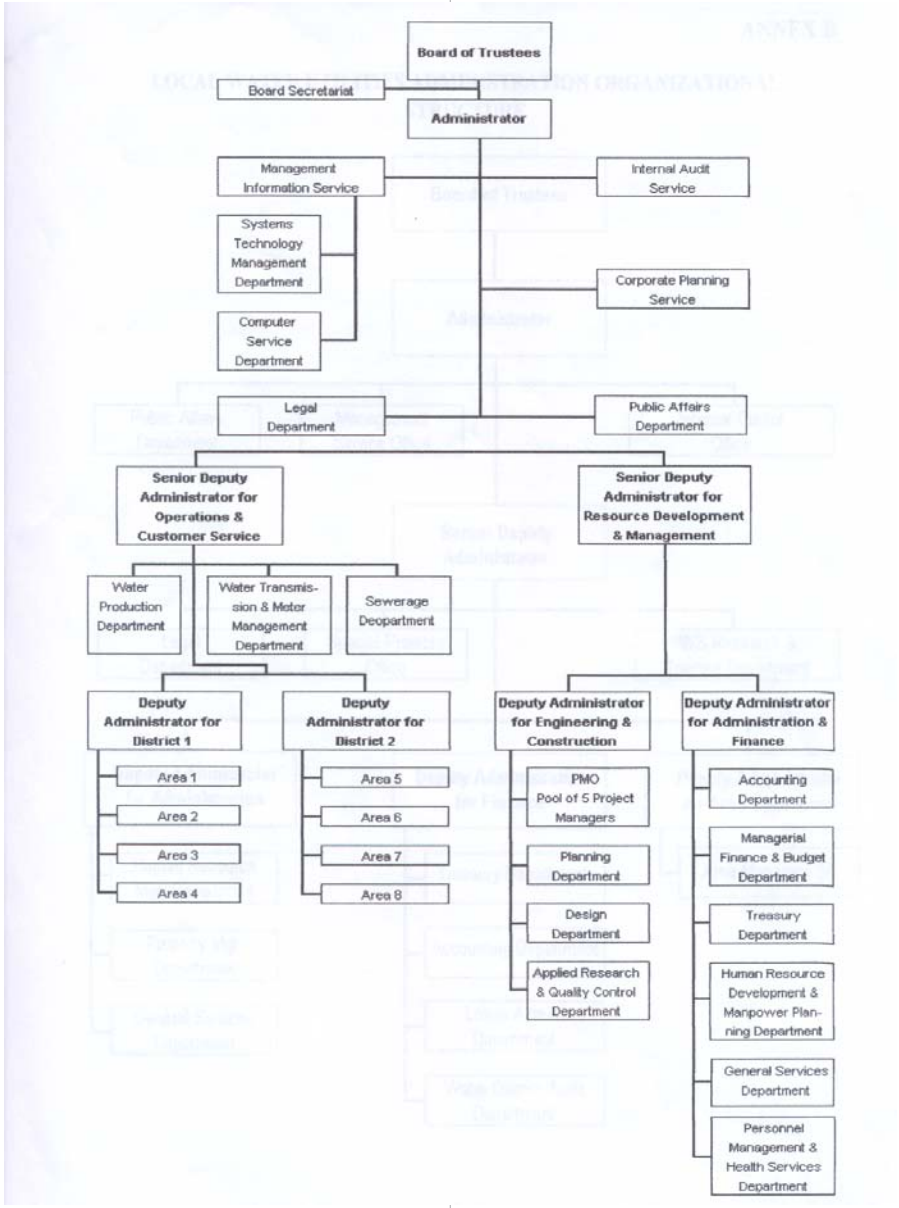 ANNEX B
LOCAL WATER UTILITIES ADMINISTRATION ORGANIZATIONAL
STRUCTURE
Board of Trustees
Board Secretariat
Administrator
Management
Information Service
Internal Audit
Service
Systems
Technology
Management
Department
Corporate Planning
Service
Computer
Service
Department
Legal
Department
Public Affairs
Department
Senior Deputy
Administrator for
Operations &
Customer Service
Senior Deputy
Administrator for
Resource Development
& Management
Water
Production
Department
Water Transmis-
sion & Meter
Management
Department
Sewerage
Deopartment
Deputy
Administrator for
District 1
Area 1
Area 2
Area 3
Area 4
Deputy
Administrator for
District 2
Area 5
Area 6
Area 7
Area 8
Deputy Administrator
for Engineering &
Construction
PMO
Pool of 5 Project
Managers
Planning
Department
Design
Department
Applied Research
& Quality Control
Department
Deputy Administrator
for Administration &
Finance
Accounting
Department
Managerial
Finance & Budget
Department
Treasury
Department
Human Resource
Development &
Manpower Plan-
ning Department
General Services
Department
Personnel
Management &
Health Services
Department